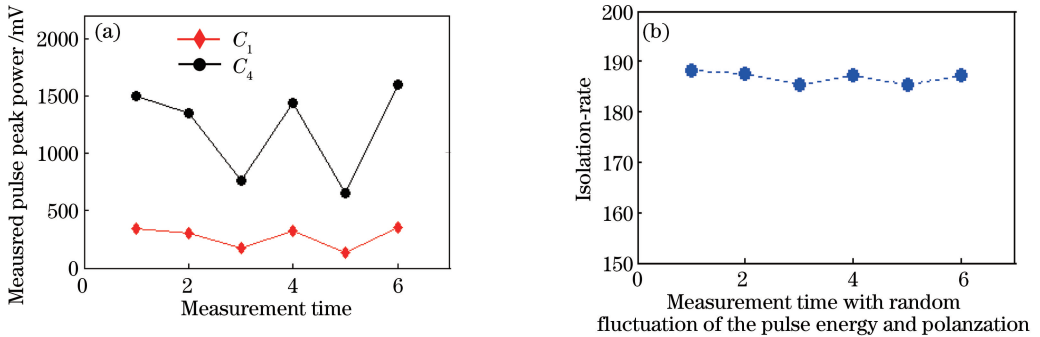 (a)
C1
C4
2000
1500
1000
500
0
0 2 4 6
Meausred pulse peak power /mV
Measurement time
(b)
200
190
180
170
160
150
0 2 4 6
Isolation-rate
Measurement time with random
fluctuation of the pulse energy and polanzation